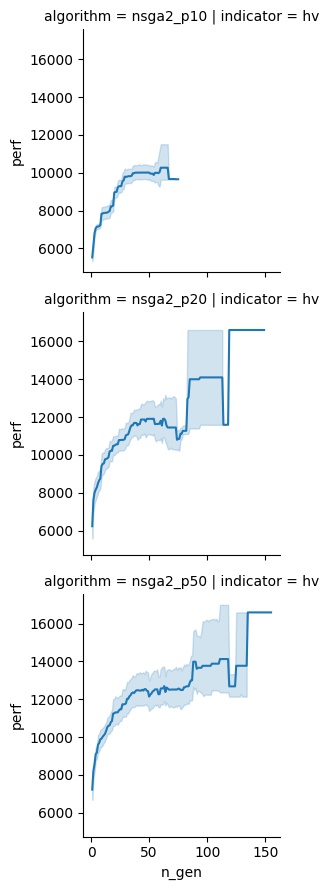 algorithm = nsga2_p10 | indicator = hv
16000
14000
12000
10000
8000
6000
perf
algorithm = nsga2_p20 | indicator = hv
16000
14000
12000
10000
8000
6000
perf
algorithm = nsga2_p50 | indicator = hv
16000
14000
12000
10000
8000
6000
perf
0 50 100 150
n_gen